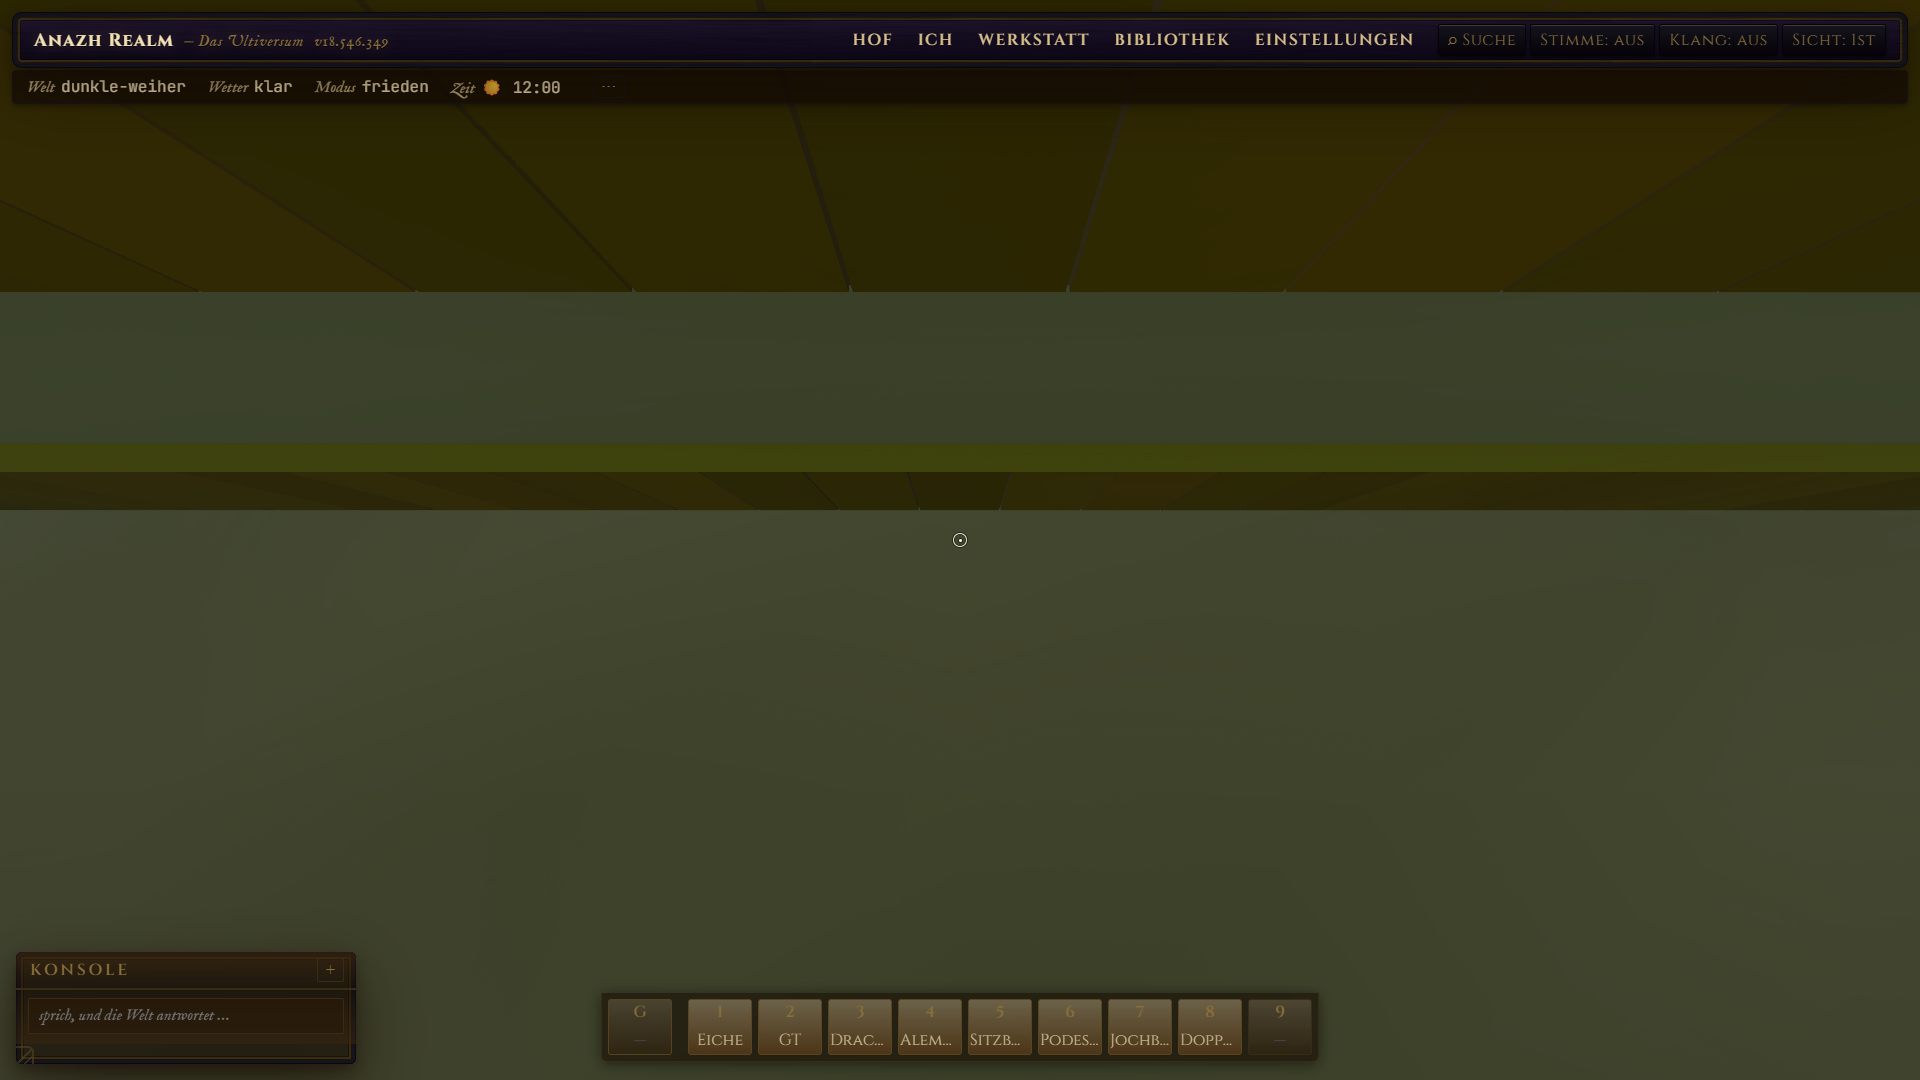 Anazh Realm – Das Ultiversum v18.546.349
HOF ICH WERKSTATT BIBLIOTHEK EINSTELLUNGEN ⌕ SUCHE STIMME: AUS KLANG: AUS SICHT: IST
Welt dunkle-weiher Wetter klar Modus frieden Zeit 12:00 ...
KONSOLE +
sprich, und die Welt antwortet ...
G 1 2 3 4 5 6 7 8 9
— EICHE GT DRAC... ALEM... SITZB... PODES... JOCHB... DOPP... —